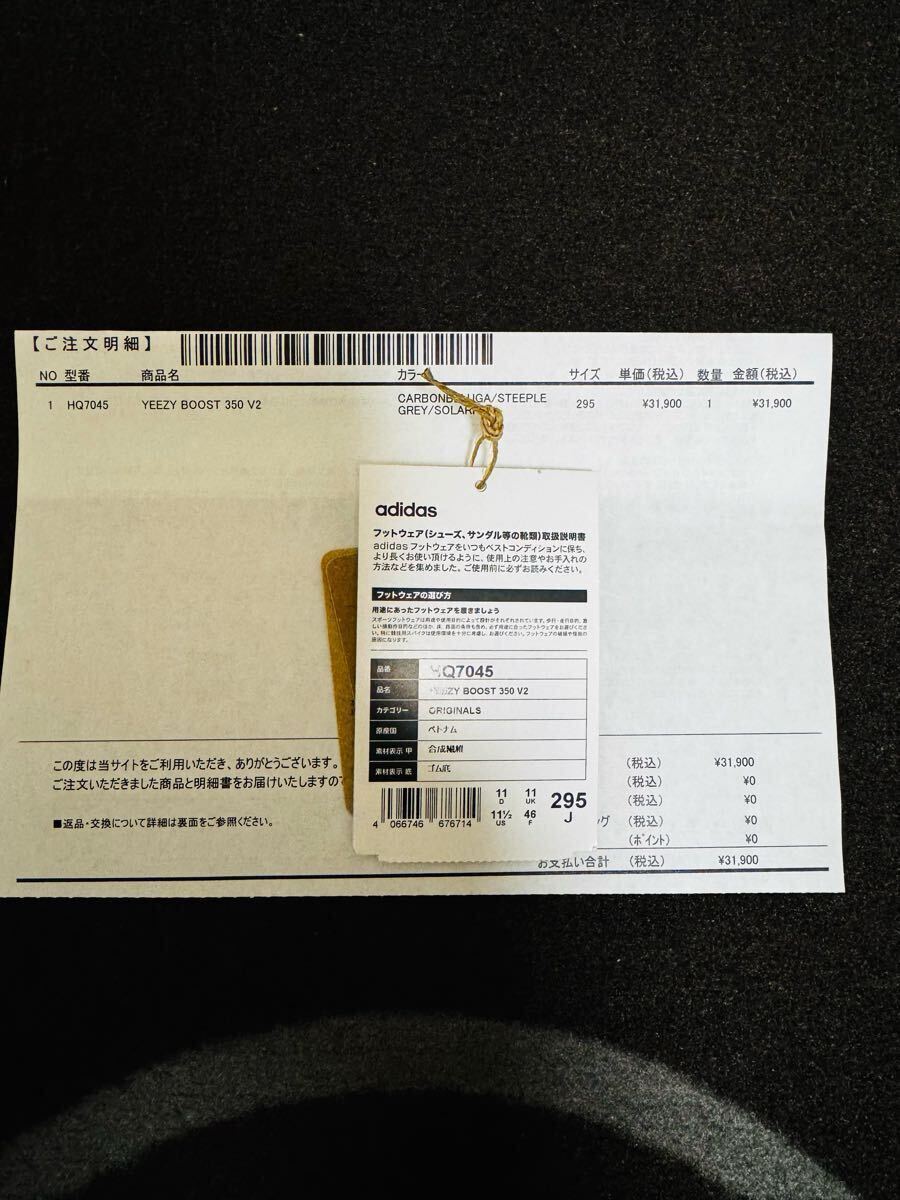 【ご注文明細】
NO 型番 商品名 カラー サイズ 単価(税込) 数量 金額(税込)
1 HQ7045 YEEZY BOOST 350 V2 CARBONBELUGA/STEEPLE 295 ¥31,900 1 ¥31,900
GREY/SOLAR
adidas
フットウェア(シューズ、サンダル等の靴類)取扱説明書
adidas フットウェアをいつもベストコンディションに保ち、
より長くお使い頂けるように、使用上の注意やお手入れの
方法などを集めました。ご使用前に必ずお読みください。
フットウェアの選び方
用途にあったフットウェアを履きましょう
品番 HQ7045
品名 YEEZY BOOST 350 V2
カテゴリー ORIGINALS
原産国 ベトナム
素材表示 甲 合成繊維
素材表示 底 ゴム底
4 066746 676714
11 D 11 UK
11½ US 46 F
295 J
この度は当サイトをご利用いただき、ありがとうございます。
ご注文いただきました商品と明細書をお届けいたしますので
■返品・交換について詳細は裏面をご参照ください。
(税込) ¥31,900
(税込) ¥0
(税込) ¥0
グ (税込) ¥0
(ポイント) ¥0
お支払い合計 (税込) ¥31,900